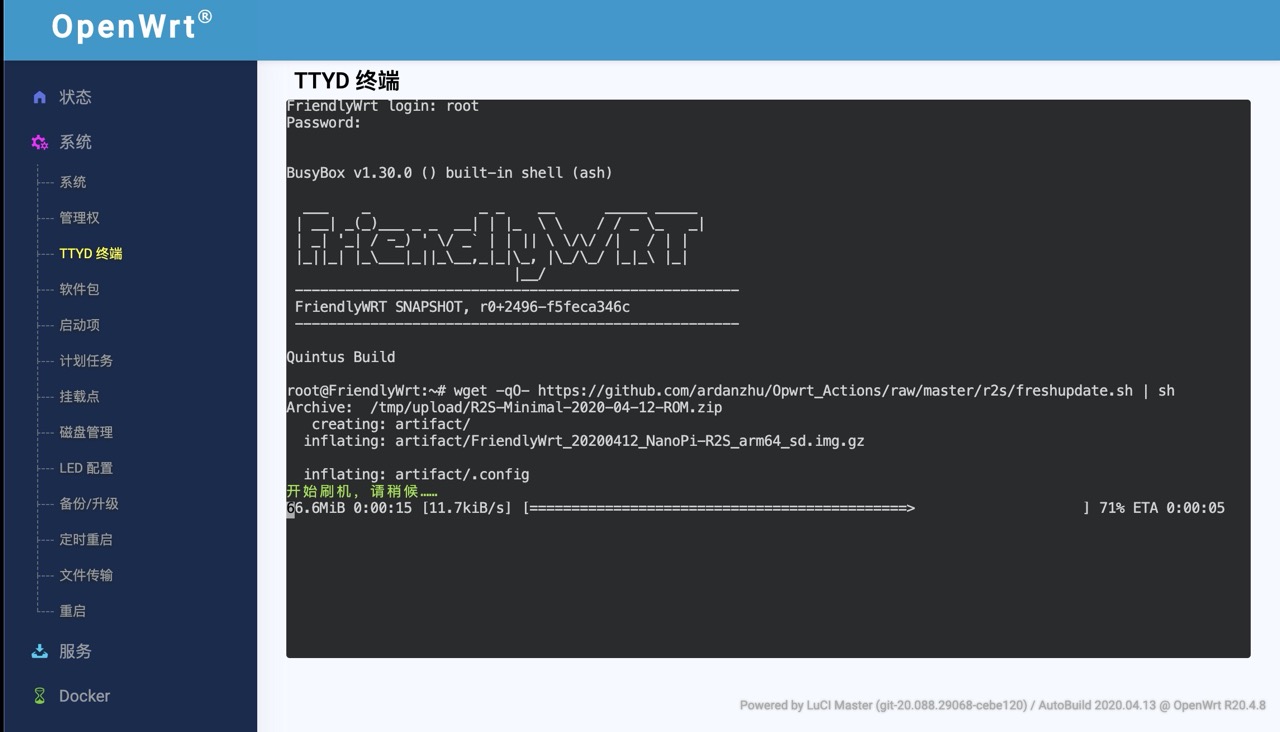 OpenWrt®
状态
系统
系统
管理权
TTYD 终端
软件包
启动项
计划任务
挂载点
磁盘管理
LED 配置
备份/升级
定时重启
文件传输
重启
服务
Docker
TTYD 终端
FriendlyWrt login: root
Password:
BusyBox v1.30.0 () built-in shell (ash)
FriendlyWRT
FriendlyWRT SNAPSHOT, r0+2496-f5feca346c
Quintus Build
root@FriendlyWrt:~# wget -qO- https://github.com/ardanzhu/Opwrt_Actions/raw/master/r2s/freshupdate.sh | sh
Archive:  /tmp/upload/R2S-Minimal-2020-04-12-ROM.zip
creating: artifact/
inflating: artifact/FriendlyWrt_20200412_NanoPi-R2S_arm64_sd.img.gz
inflating: artifact/.config
开始刷机，请稍候……
66.6MiB 0:00:15 [11.7kiB/s] [=============================================>                    ] 71% ETA 0:00:05
Powered by LuCI Master (git-20.088.29068-cebe120) / AutoBuild 2020.04.13 @ OpenWrt R20.4.8